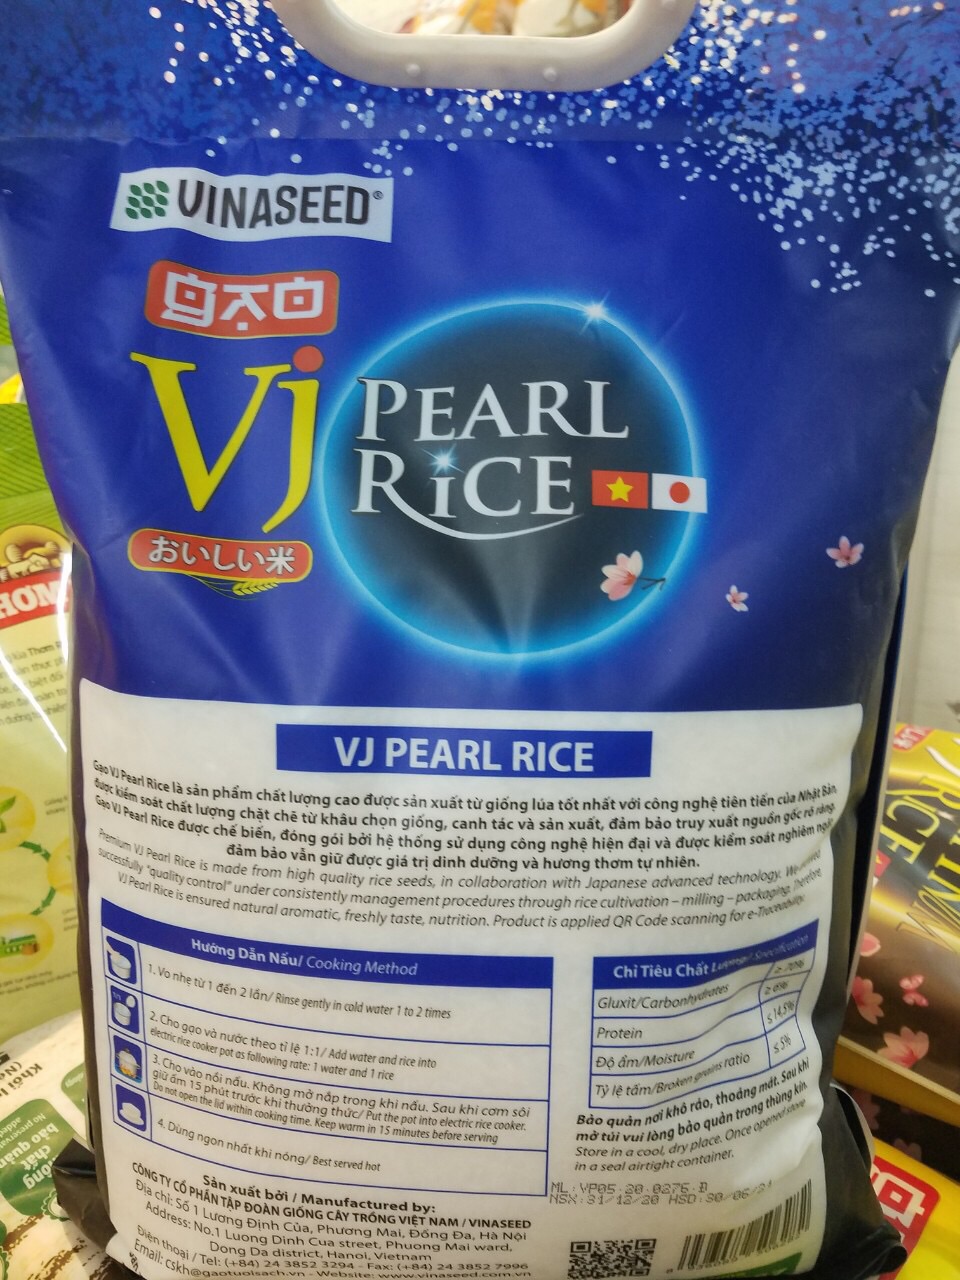 VINASEED®
gạo
Vj
おいしい米
PEARL
RiCE
VJ PEARL RICE
Gạo VJ Pearl Rice là sản phẩm chất lượng cao được sản xuất từ giống lúa tốt nhất với công nghệ tiên tiến của Nhật Bản,
được kiểm soát chất lượng chặt chẽ từ khâu chọn giống, canh tác và sản xuất, đảm bảo truy xuất nguồn gốc rõ ràng.
Gạo VJ Pearl Rice được chế biến, đóng gói bởi hệ thống sử dụng công nghệ hiện đại và được kiểm soát nghiêm ngặt
đảm bảo vẫn giữ được giá trị dinh dưỡng và hương thơm tự nhiên.
Premium VJ Pearl Rice is made from high quality rice seeds, in collaboration with Japanese advanced technology. We
successfully "quality control" under consistently management procedures through rice cultivation – milling – packaging. Therefore,
VJ Pearl Rice is ensured natural aromatic, freshly taste, nutrition. Product is applied QR Code scanning for e-Traceability.
Hướng Dẫn Nấu/ Cooking Method
1. Vo nhẹ từ 1 đến 2 lần/ Rinse gently in cold water 1 to 2 times
2. Cho gạo và nước theo tỉ lệ 1:1/ Add water and rice into
electric rice cooker pot as following rate: 1 water and 1 rice
3. Cho vào nồi nấu. Không mở nắp trong khi nấu. Sau khi cơm sôi
giữ ấm 15 phút trước khi thưởng thức/ Put the pot into electric rice cooker.
Do not open the lid within cooking time. Keep warm in 15 minutes before serving
4. Dùng ngon nhất khi nóng/ Best served hot
Chỉ Tiêu Chất Lượng/ Specification
Gluxit/Carbonhydrates ≥ 70%
Protein ≥ 6%
Độ ẩm/Moisture ≤ 14,5%
Tỷ lệ tấm/Broken grains ratio ≤ 5%
Bảo quản nơi khô ráo, thoáng mát. Sau khi
mở túi vui lòng bảo quản trong thùng kín.
Store in a cool, dry place. Once opened store
in a seal airtight container.
ML: YP05.20.0276.D
NSX: 31/12/20 HSD: 30/06/21
Sản xuất bởi / Manufactured by:
CÔNG TY CỔ PHẦN TẬP ĐOÀN GIỐNG CÂY TRỒNG VIỆT NAM / VINASEED
Địa chỉ: Số 1 Lương Định Của, Phương Mai, Đống Đa, Hà Nội
Address: No.1 Luong Dinh Cua street, Phuong Mai ward,
Dong Da district, Hanoi, Vietnam
Điện thoại / Tel: (+84) 24 3852 3294 - Fax: (+84) 24 3852 7996
Email: cskh@gaotuoisach.vn - Website: www.vinaseed.com.vn